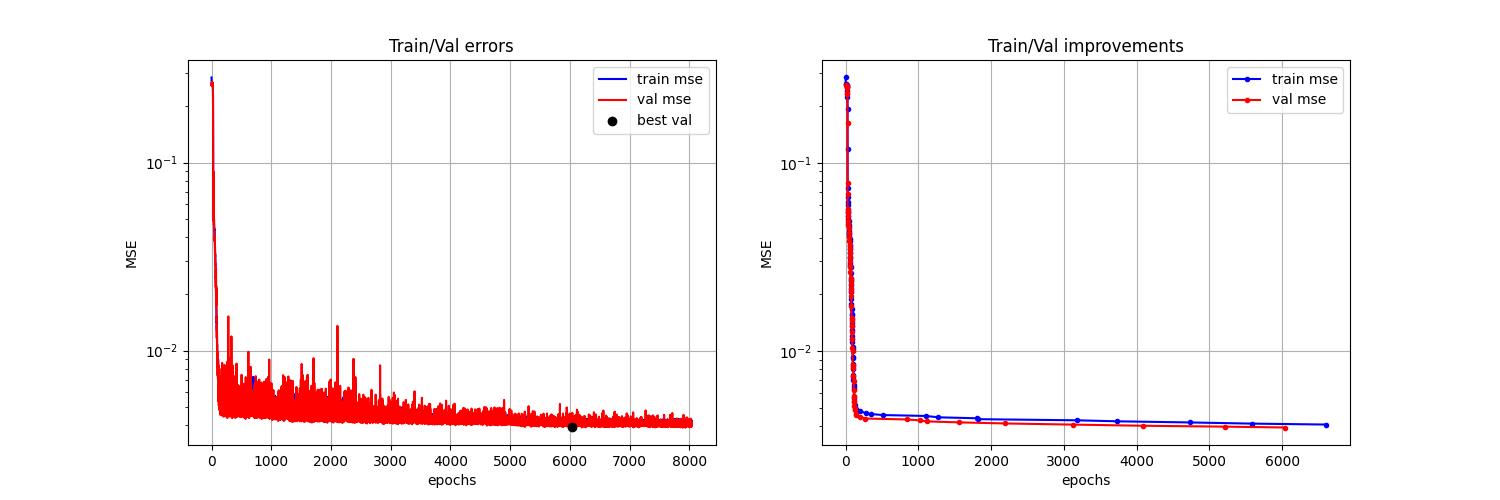 Train/Val errors
train mse
val mse
best val
10⁻¹
10⁻²
MSE
0 1000 2000 3000 4000 5000 6000 7000 8000
epochs
Train/Val improvements
train mse
val mse
10⁻¹
10⁻²
MSE
0 1000 2000 3000 4000 5000 6000
epochs